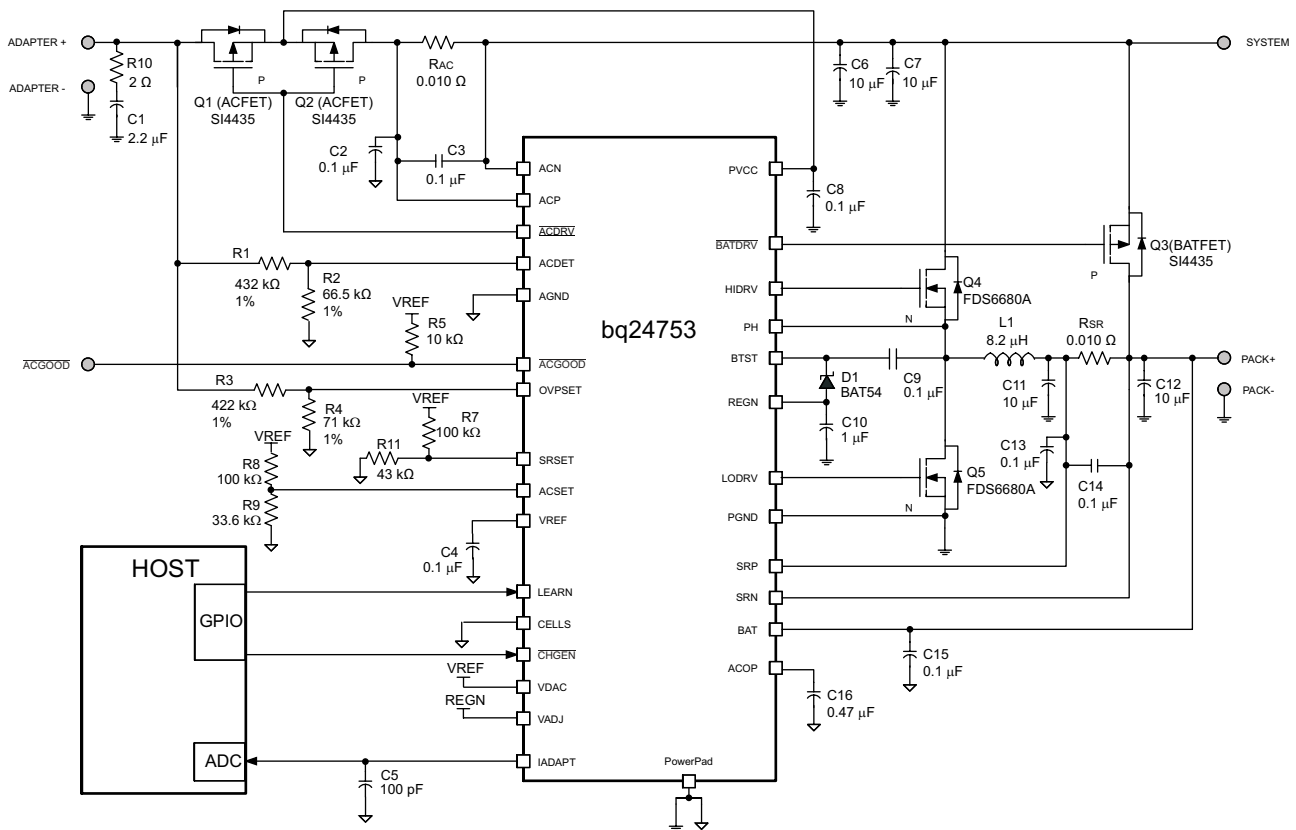 ADAPTER +
R10
2 Ω
ADAPTER -
C1
2.2 μF
P
Q1 (ACFET)
SI4435
P
Q2 (ACFET)
SI4435
RAC
0.010 Ω
C6
10 μF
C7
10 μF
SYSTEM
C2
0.1 μF
C3
0.1 μF
ACN
ACP
ACDRV
ACDET
AGND
ACGOOD
OVPSET
SRSET
ACSET
VREF
LEARN
CELLS
CHGEN
VDAC
VADJ
IADAPT
bq24753
PowerPad
PVCC
BATDRV
HIDRV
PH
BTST
REGN
LODRV
PGND
SRP
SRN
BAT
ACOP
C8
0.1 μF
Q3(BATFET)
SI4435
P
Q4
FDS6680A
N
R1
432 kΩ
1%
R2
66.5 kΩ
1%
VREF
R5
10 kΩ
ACGOOD
R3
422 kΩ
1%
R4
71 kΩ
1%
VREF
R7
100 kΩ
R11
43 kΩ
VREF
R8
100 kΩ
R9
33.6 kΩ
C4
0.1 μF
L1
8.2 μH
RSR
0.010 Ω
D1
BAT54
C9
0.1 μF
C10
1 μF
C11
10 μF
C12
10 μF
PACK+
PACK-
C13
0.1 μF
C14
0.1 μF
Q5
FDS6680A
N
C15
0.1 μF
C16
0.47 μF
HOST
GPIO
ADC
VREF
REGN
C5
100 pF